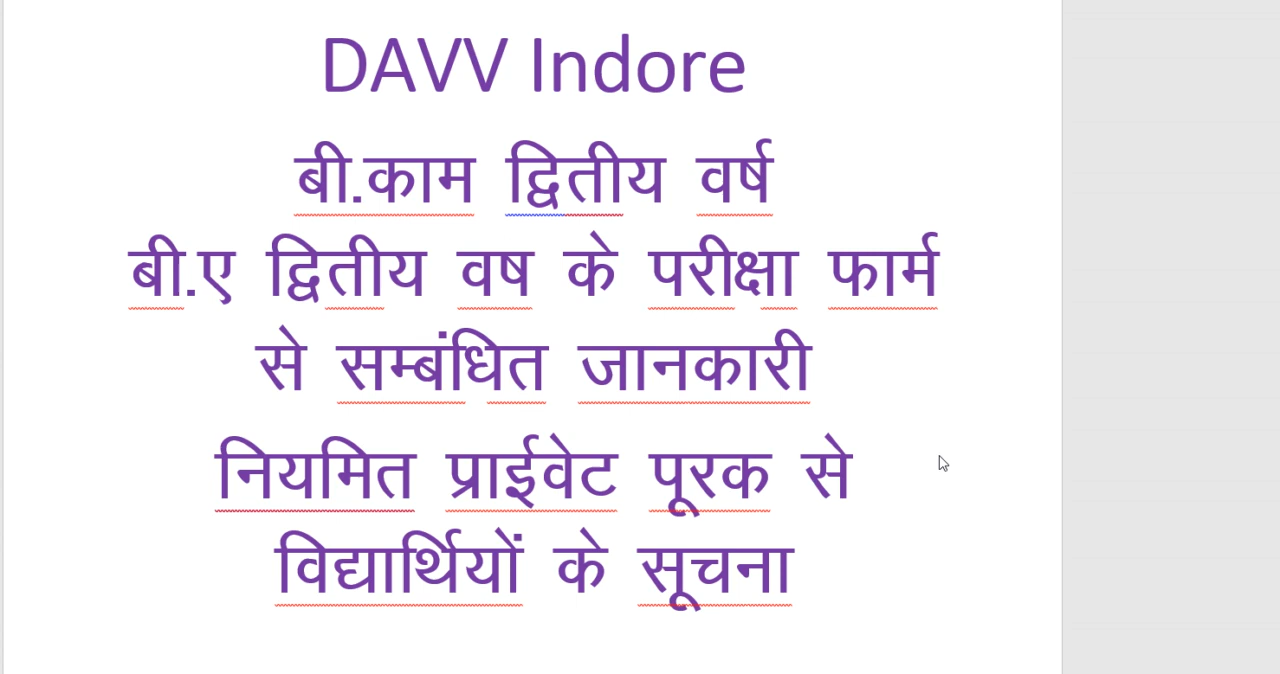 DAVV Indore
बी.काम द्वितीय वर्ष
बी.ए द्वितीय वष के परीक्षा फार्म
से सम्बंधित जानकारी
नियमित प्राईवेट पूरक से
विद्यार्थियों के सूचना